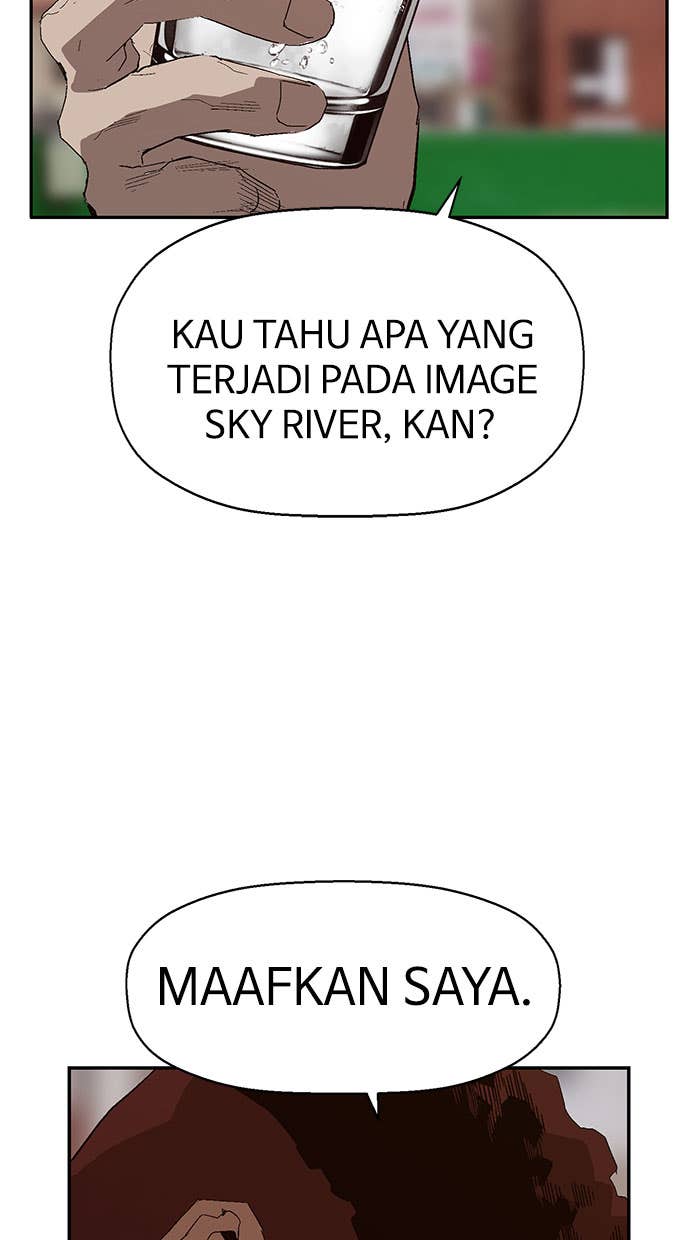 KAU TAHU APA YANG
TERJADI PADA IMAGE
SKY RIVER, KAN?
MAAFKAN SAYA.